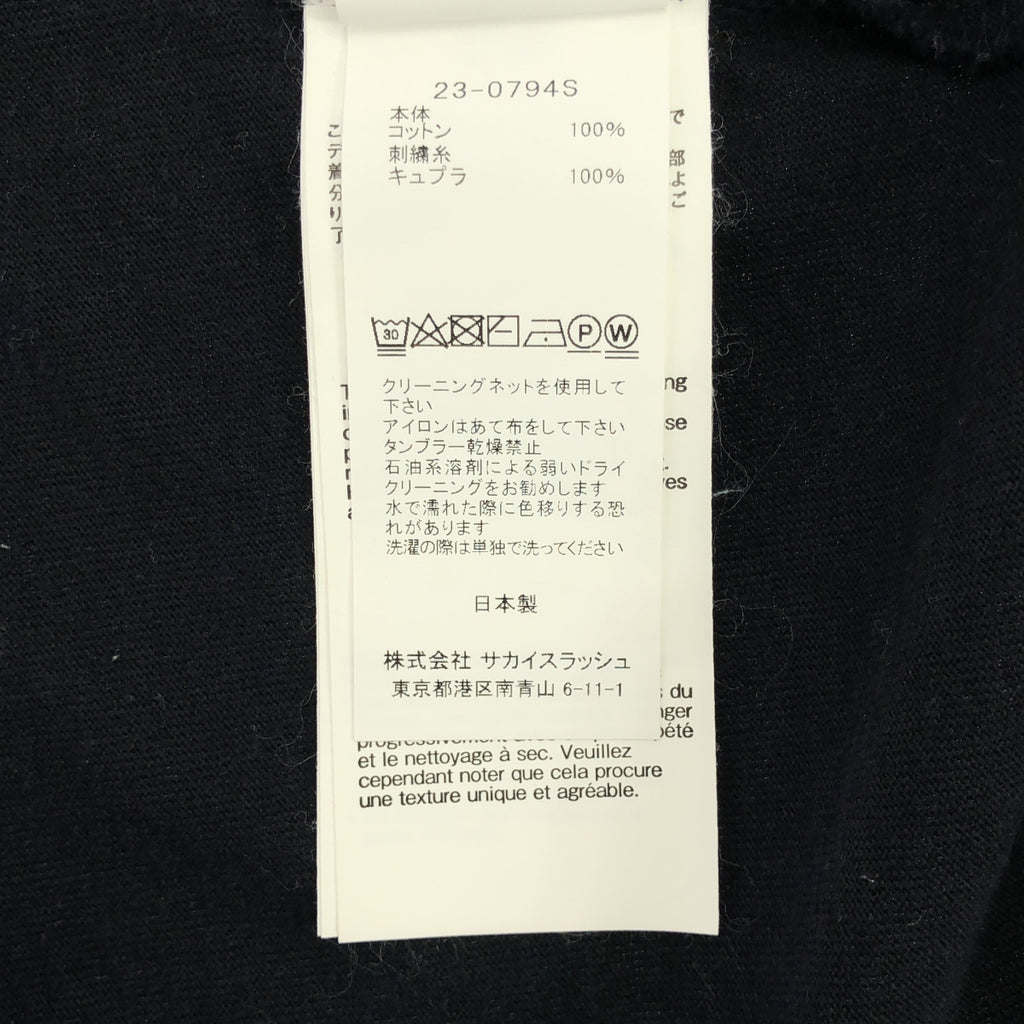 23-0794S
本体
コットン 100%
刺繍糸
キュプラ 100%
30
P W
クリーニングネットを使用して
下さい
アイロンはあて布をして下さい
タンブラー乾燥禁止
石油系溶剤による弱いドライ
クリーニングをお勧めします
水で濡れた際に色移りする恐
れがあります
洗濯の際は単独で洗ってください
日本製
株式会社 サカイスラッシュ
東京都港区南青山 6-11-1
du
et le nettoyage à sec. Veuillez
cependant noter que cela procure
une texture unique et agréable.